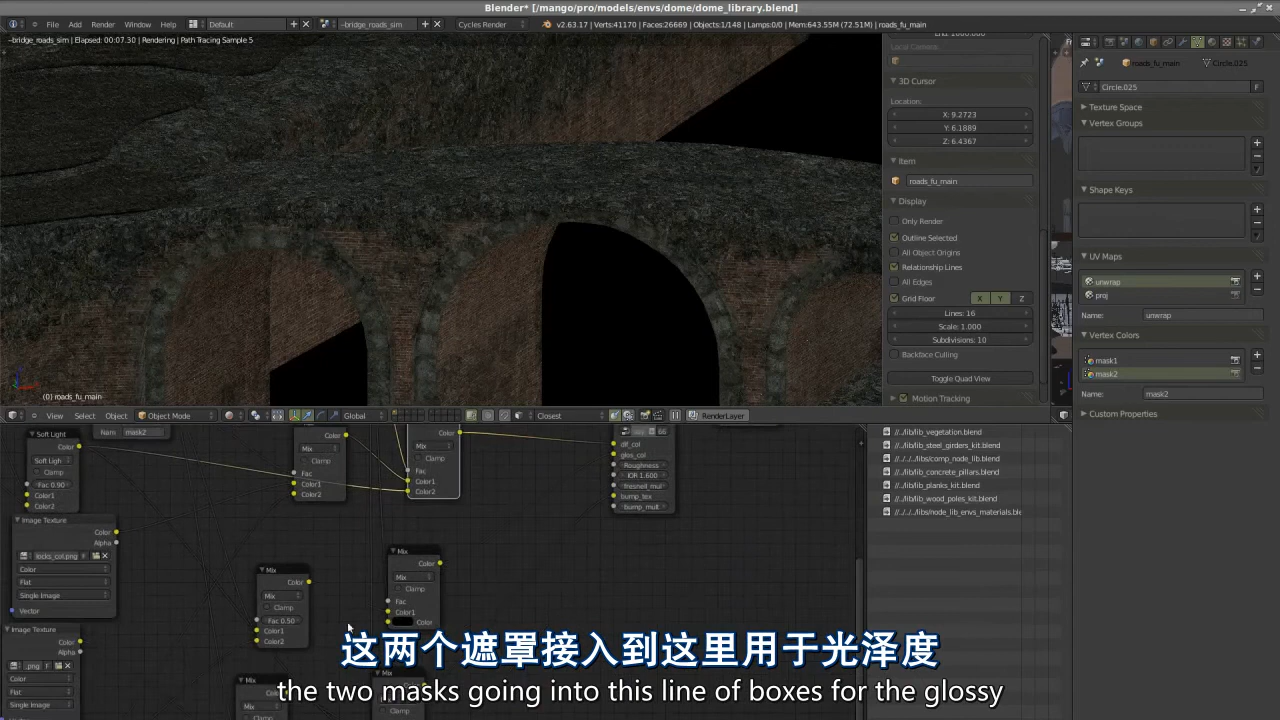 Blender* [/mango/pro/models/envs/dome/dome_library.blend]
File Add Render Window Help
Default
~bridge_roads_sim
Cycles Render
v2.63.17 | Verts:41170 | Faces:26669 | Objects:1/148 | Lamps:0/0 | Mem:643.55M (72.51M) | roads_fu_main
~bridge_roads_sim | Elapsed: 00:07.30 | Rendering | Path Tracing Sample 5
(0) roads_fu_main
Local Camera:
3D Cursor
Location:
X: 9.2723
Y: 6.1889
Z: 6.4367
Item
roads_fu_main
Display
Only Render
Outline Selected
All Object Origins
Relationship Lines
All Edges
Grid Floor X Y Z
Lines: 16
Scale: 1.000
Subdivisions: 10
Backface Culling
Toggle Quad View
Motion Tracking
roads_fu_main Circle.025
Circle.025 F
Texture Space
Vertex Groups
Shape Keys
UV Maps
unwrap
proj
Name: unwrap
Vertex Colors
mask1
mask2
Name: mask2
Custom Properties
View Select Object Object Mode Global Closest RenderLayer
Soft Light
Color
Soft Ligh
Clamp
Fac 0.90
Color1
Color2
Nam mask2
Color
Mix
Clamp
Fac
Color1
Color2
Color
Mix
Clamp
Fac
Color1
Color2
66
dif_col
glos_col
Roughness
IOR 1.600
fresnell_mul
bump_tex
bump_mult
Image Texture
Color
Alpha
locks_col.png
Color
Flat
Single Image
Vector
Image Texture
Color
Alpha
.png F
Color
Flat
Single Image
Mix
Color
Mix
Clamp
Fac 0.50
Color1
Color2
Mix
Color
Mix
Clamp
Fac
Color1
Color
Mix
Mix
Clamp
//../lib/lib_vegetation.blend
//../lib/lib_steel_girders_kit.blend
//../../../libs/comp_node_lib.blend
//../lib/lib_concrete_pillars.blend
//../lib/lib_planks_kit.blend
//../lib/lib_wood_poles_kit.blend
//../../../libs/node_lib_envs_materials.ble
这两个遮罩接入到这里用于光泽度
the two masks going into this line of boxes for the glossy